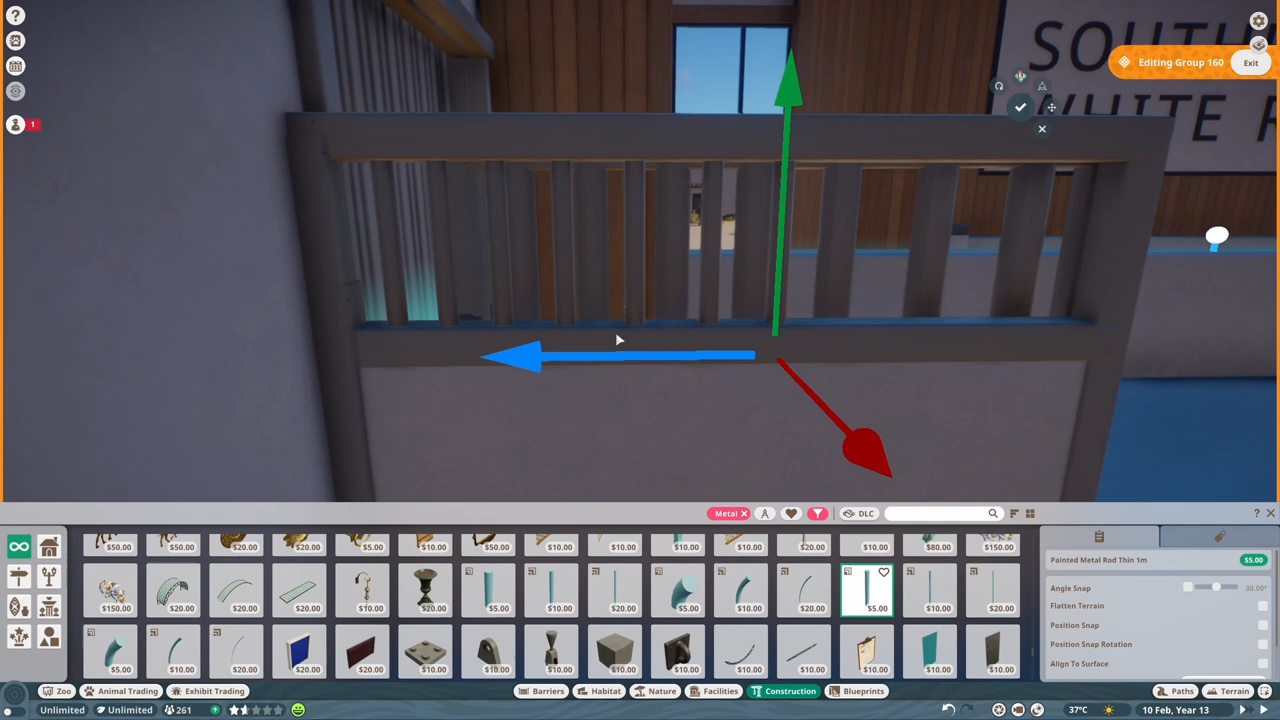 SOUTH
WHITE R
Editing Group 160
Exit
1
Metal
DLC
$50.00 $20.00 $20.00 $20.00 $5.00 $10.00 $50.00 $10.00 $10.00 $10.00 $10.00 $20.00 $10.00 $80.00 $150.00
$150.00 $20.00 $20.00 $20.00 $10.00 $20.00 $5.00 $10.00 $20.00 $5.00 $10.00 $20.00 $5.00 $10.00 $20.00
$5.00 $10.00 $20.00 $20.00 $20.00 $10.00 $10.00 $10.00 $10.00 $10.00 $10.00 $10.00 $10.00 $10.00 $10.00
Painted Metal Rod Thin 1m
$5.00
Angle Snap
30.00°
Flatten Terrain
Position Snap
Position Snap Rotation
Align To Surface
Zoo
Animal Trading
Exhibit Trading
Barriers
Habitat
Nature
Facilities
Construction
Blueprints
Paths
Terrain
Unlimited
Unlimited
261
37°C
10 Feb, Year 13